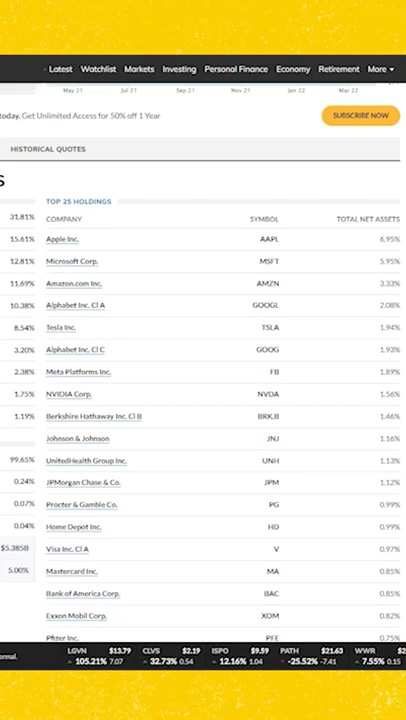 Latest Watchlist Markets Investing Personal Finance Economy Retirement More
May 21 Jul 21 Sep 21 Nov 21 Jan 22 Mar 22
today. Get Unlimited Access for 50% off 1 Year SUBSCRIBE NOW
HISTORICAL QUOTES
S
TOP 25 HOLDINGS
31.81% COMPANY SYMBOL TOTAL NET ASSETS
15.61% Apple Inc. AAPL 6.95%
12.81% Microsoft Corp. MSFT 5.95%
11.69% Amazon.com Inc. AMZN 3.33%
10.38% Alphabet Inc. Cl A GOOGL 2.08%
8.54% Tesla Inc. TSLA 1.94%
3.20% Alphabet Inc. Cl C GOOG 1.93%
2.38% Meta Platforms Inc. FB 1.89%
1.75% NVIDIA Corp. NVDA 1.56%
1.19% Berkshire Hathaway Inc. Cl B BRK.B 1.46%
Johnson & Johnson JNJ 1.16%
99.65% UnitedHealth Group Inc. UNH 1.13%
0.24% JPMorgan Chase & Co. JPM 1.12%
0.07% Procter & Gamble Co. PG 0.99%
0.04% Home Depot Inc. HD 0.99%
$5.385B Visa Inc. Cl A V 0.97%
5.00% Mastercard Inc. MA 0.85%
Bank of America Corp. BAC 0.85%
Exxon Mobil Corp. XOM 0.82%
Pfizer Inc. PFE 0.75%
LGVN $13.79 CLVS $2.19 ISPO $9.59 PATH $21.63 WWR
105.21% 7.07 32.73% 0.54 12.16% 1.04 -25.52% -7.41 7.55% 0.15